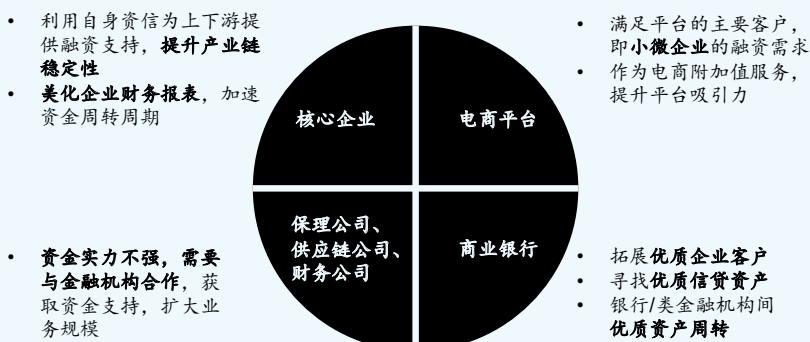 • 利用自身资信为上下游提
供融资支持，提升产业链
稳定性
• 美化企业财务报表，加速
资金周转周期
• 满足平台的主要客户，
即小微企业的融资需求
• 作为电商附加值服务，
提升平台吸引力
核心企业
电商平台
保理公司、
供应链公司、
财务公司
商业银行
• 资金实力不强，需要
与金融机构合作，获
取资金支持，扩大业
务规模
• 拓展优质企业客户
• 寻找优质信贷资产
• 银行/类金融机构间
优质资产周转